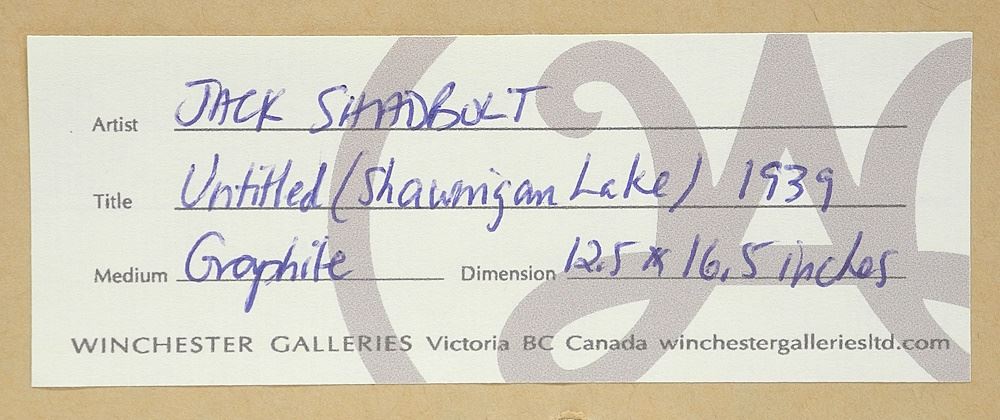 Artist JACK SHADBOLT
Title Untitled (Shawnigan Lake) 1939
Medium Graphite Dimension 12.5 x 16.5 inches
WINCHESTER GALLERIES Victoria BC Canada winchestergalleriesltd.com